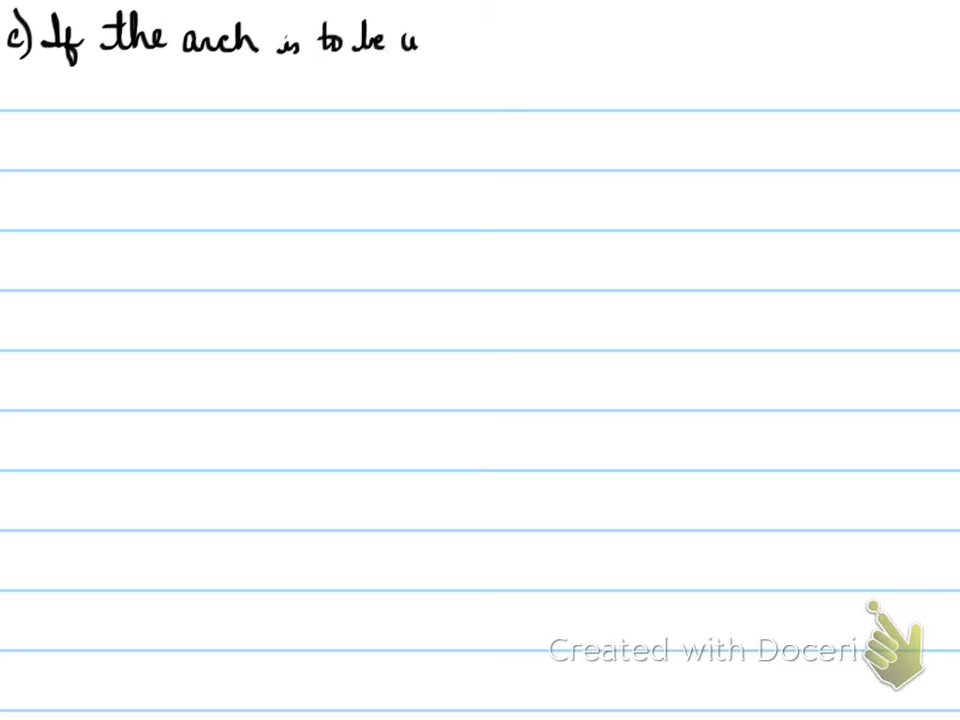 c) If the arch is to be u
Created with Doceri